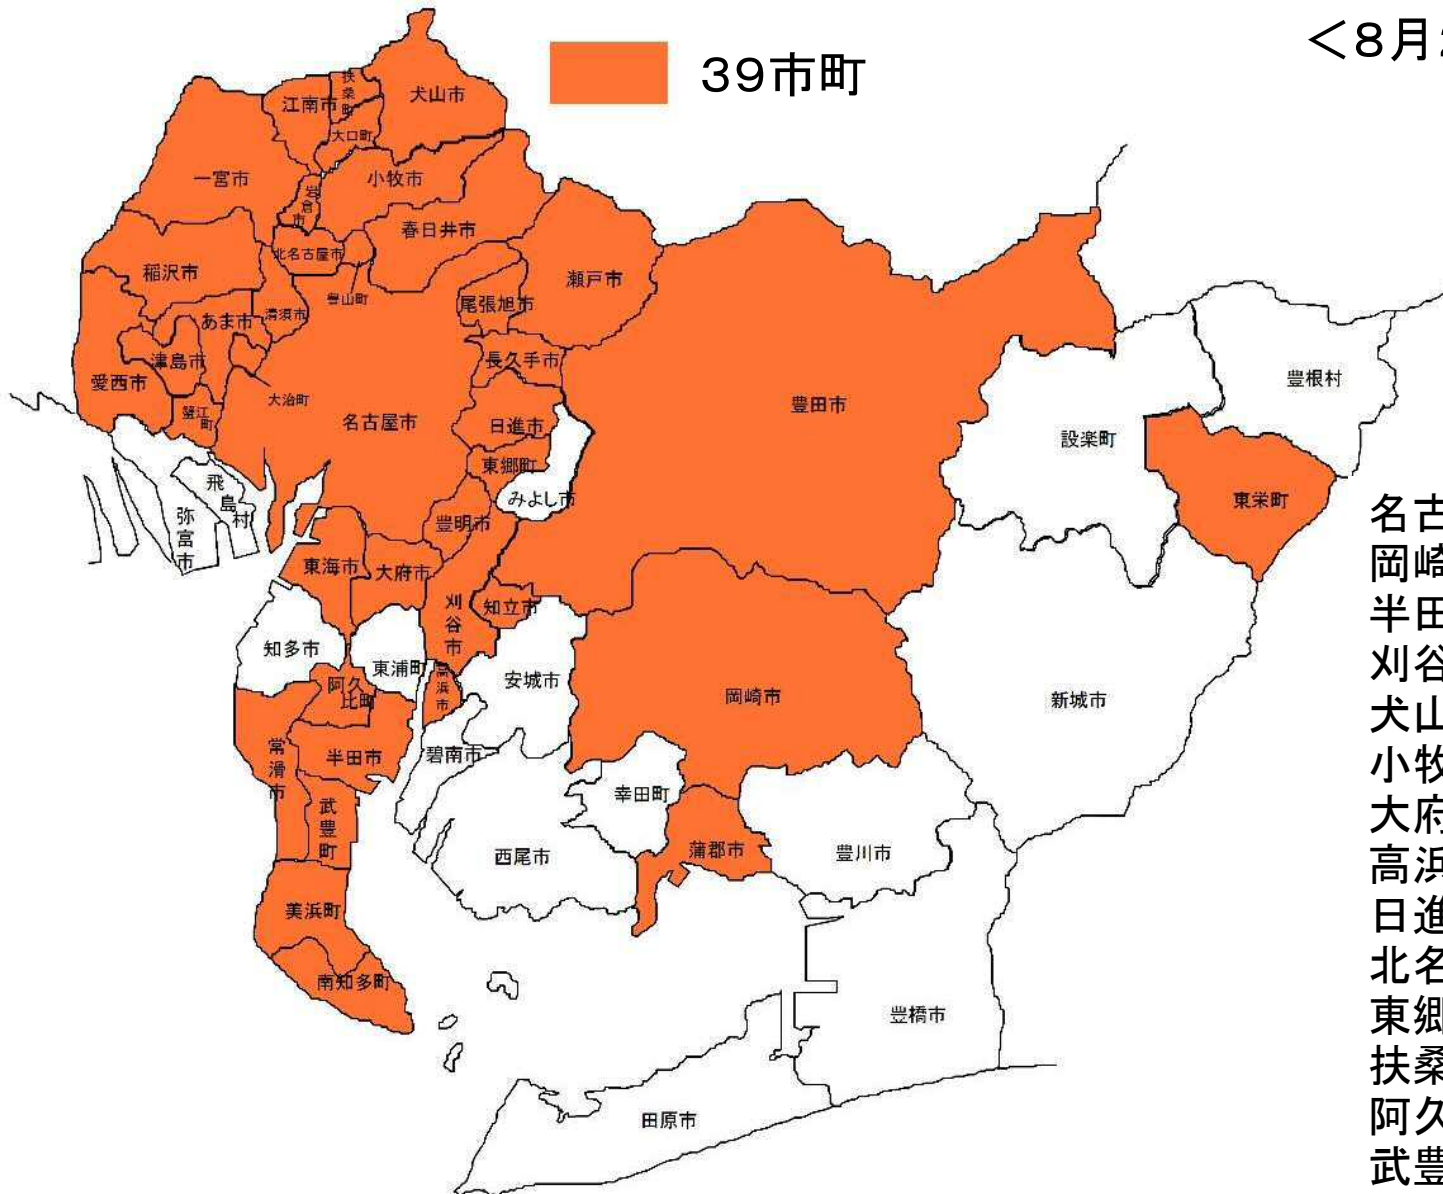 ＜8月2
39市町
犬山市
扶桑町
江南市
大口町
一宮市
小牧市
岩倉市
春日井市
北名古屋市
稲沢市
瀬戸市
豊山町
尾張旭市
清須市
あま市
津島市
長久手市
愛西市
豊根村
大治町
豊田市
蟹江町
名古屋市
日進市
設楽町
東郷町
飛島村
みよし市
東栄町
弥富市
豊明市
東海市
大府市
刈谷市
知立市
知多市
東浦町
高浜市
安城市
阿久比町
岡崎市
新城市
常滑市
半田市
碧南市
幸田町
武豊町
西尾市
蒲郡市
豊川市
美浜町
南知多町
豊橋市
田原市
名古
岡崎
半田
刈谷
犬山
小牧
大府
高浜
日進
北名
東郷
扶桑
阿久
武豊